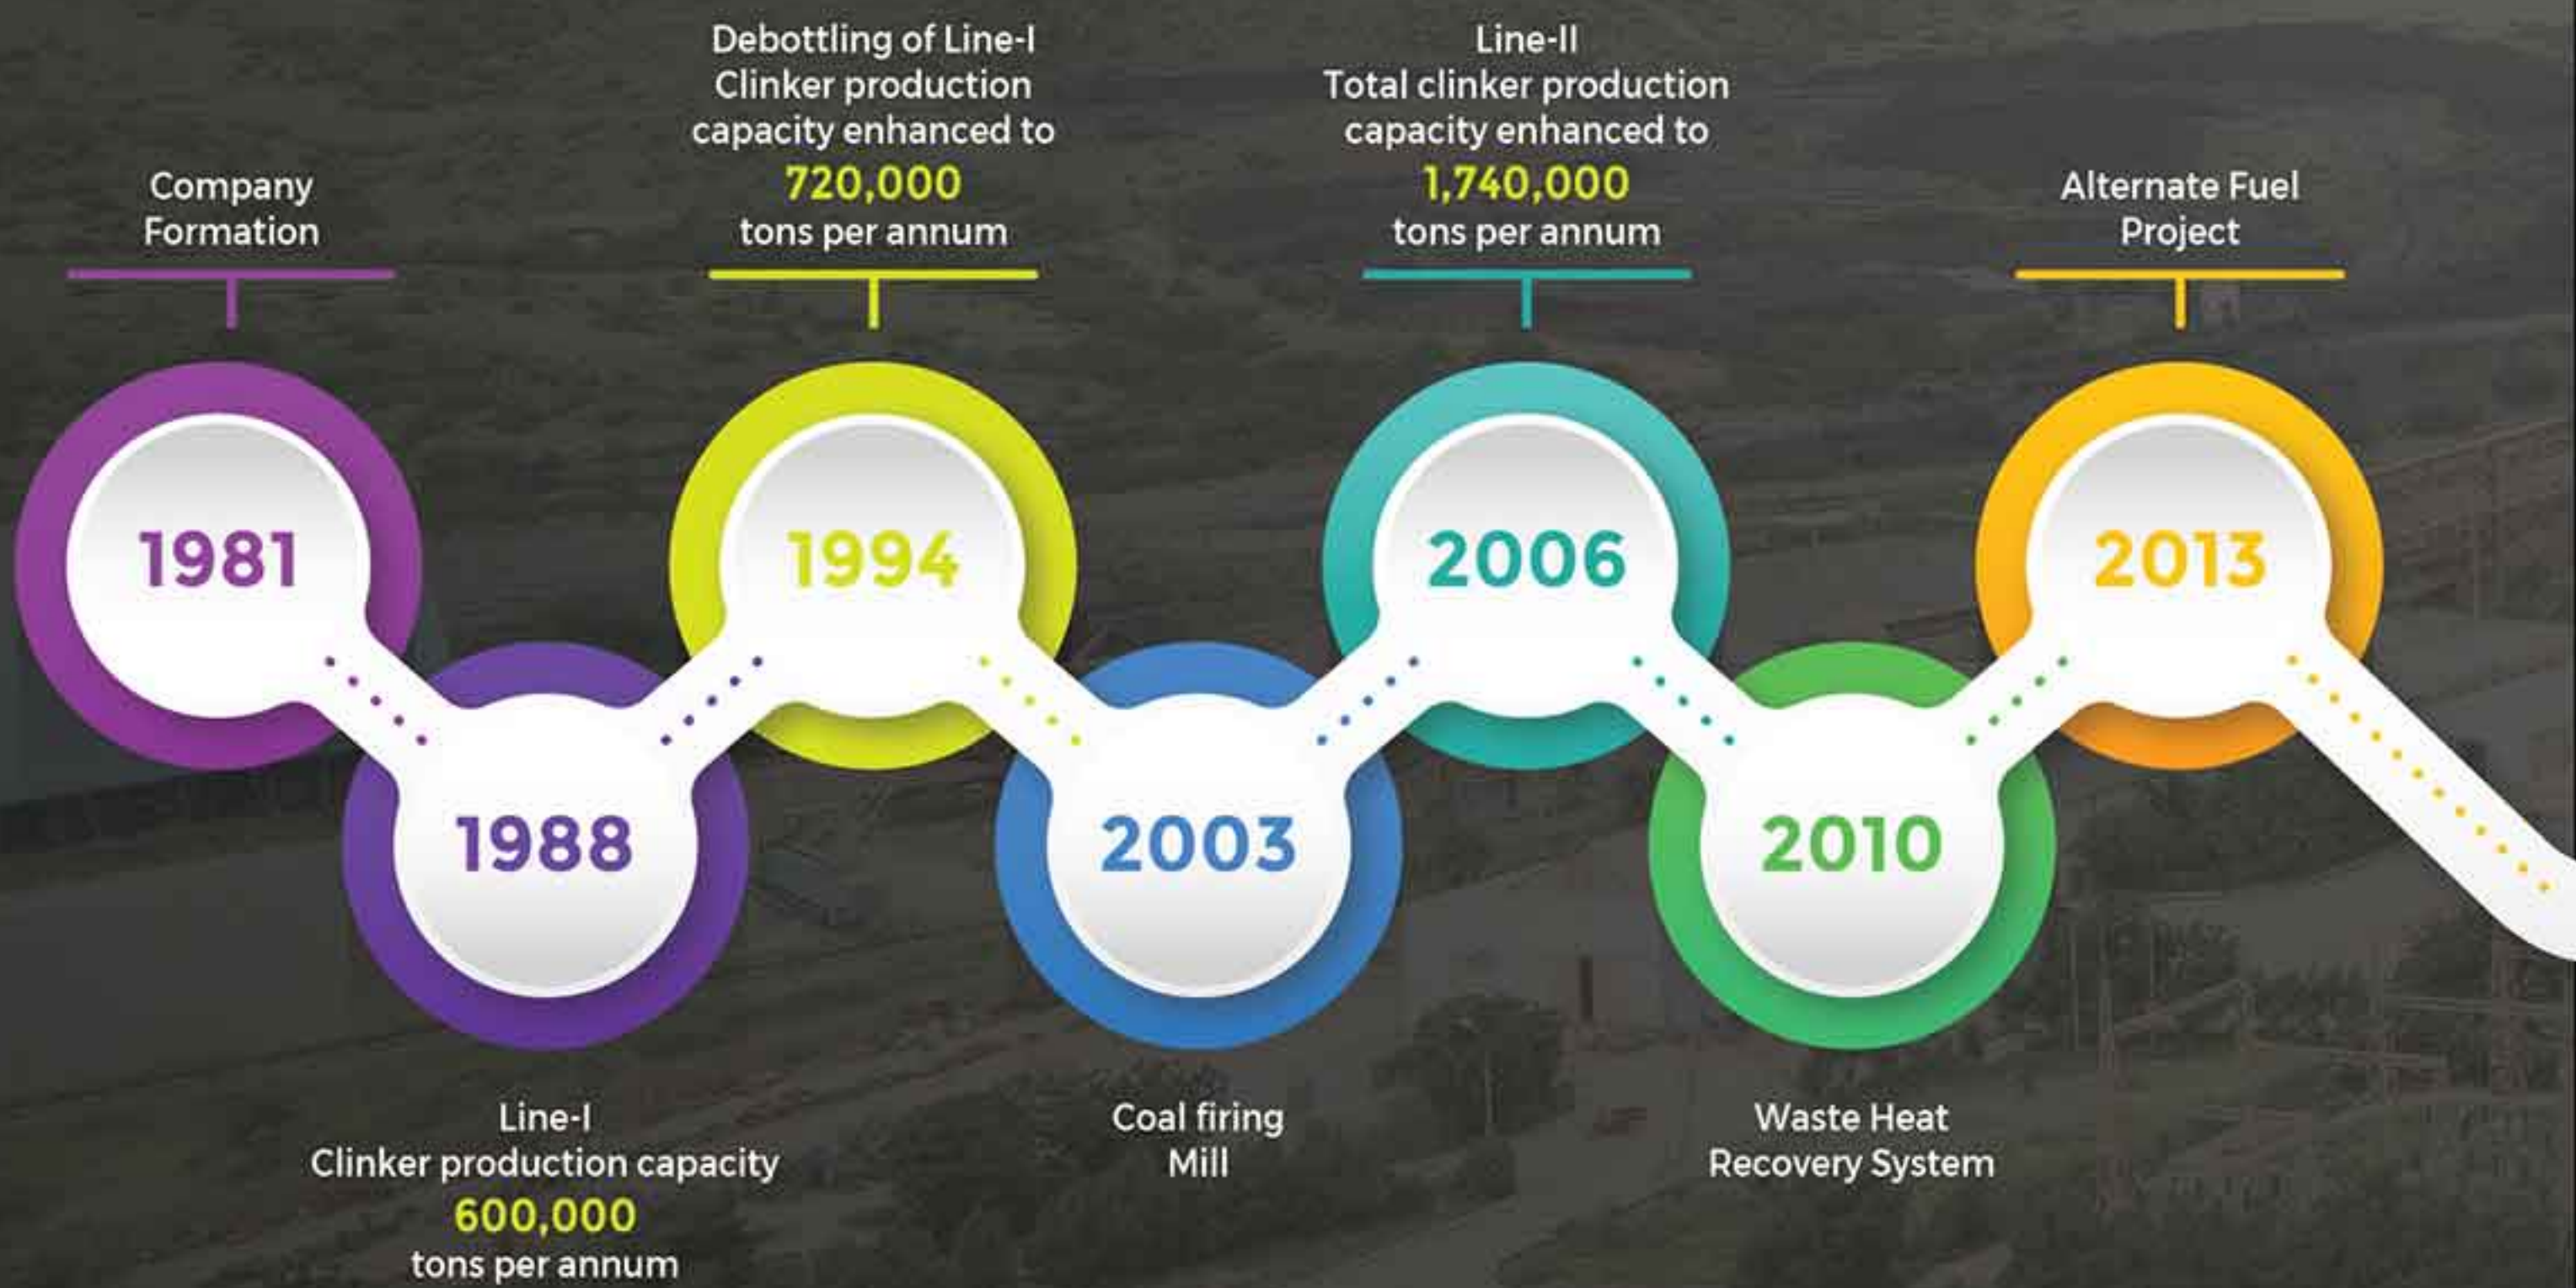 Company
Formation
1981
Line-I
Clinker production capacity
600,000
tons per annum
1988
Debottling of Line-I
Clinker production
capacity enhanced to
720,000
tons per annum
1994
Coal firing
Mill
2003
Line-II
Total clinker production
capacity enhanced to
1,740,000
tons per annum
2006
Waste Heat
Recovery System
2010
Alternate Fuel
Project
2013